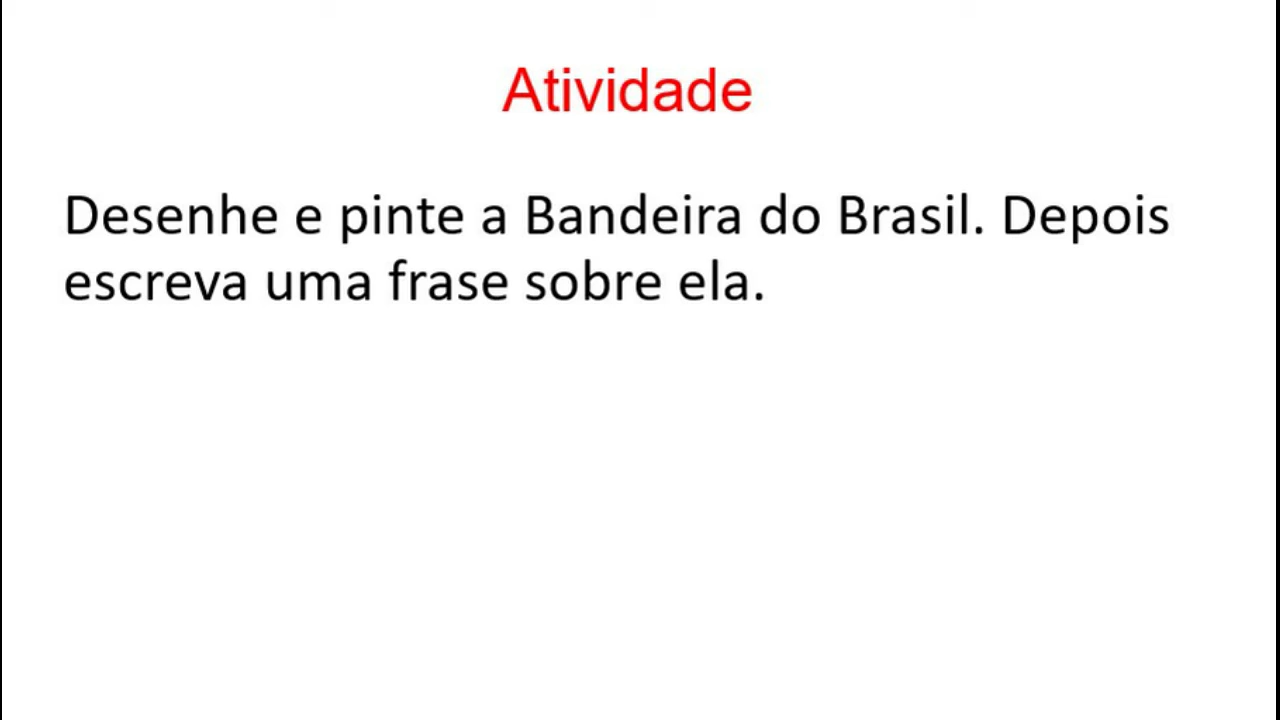 Atividade
Desenhe e pinte a Bandeira do Brasil. Depois
escreva uma frase sobre ela.